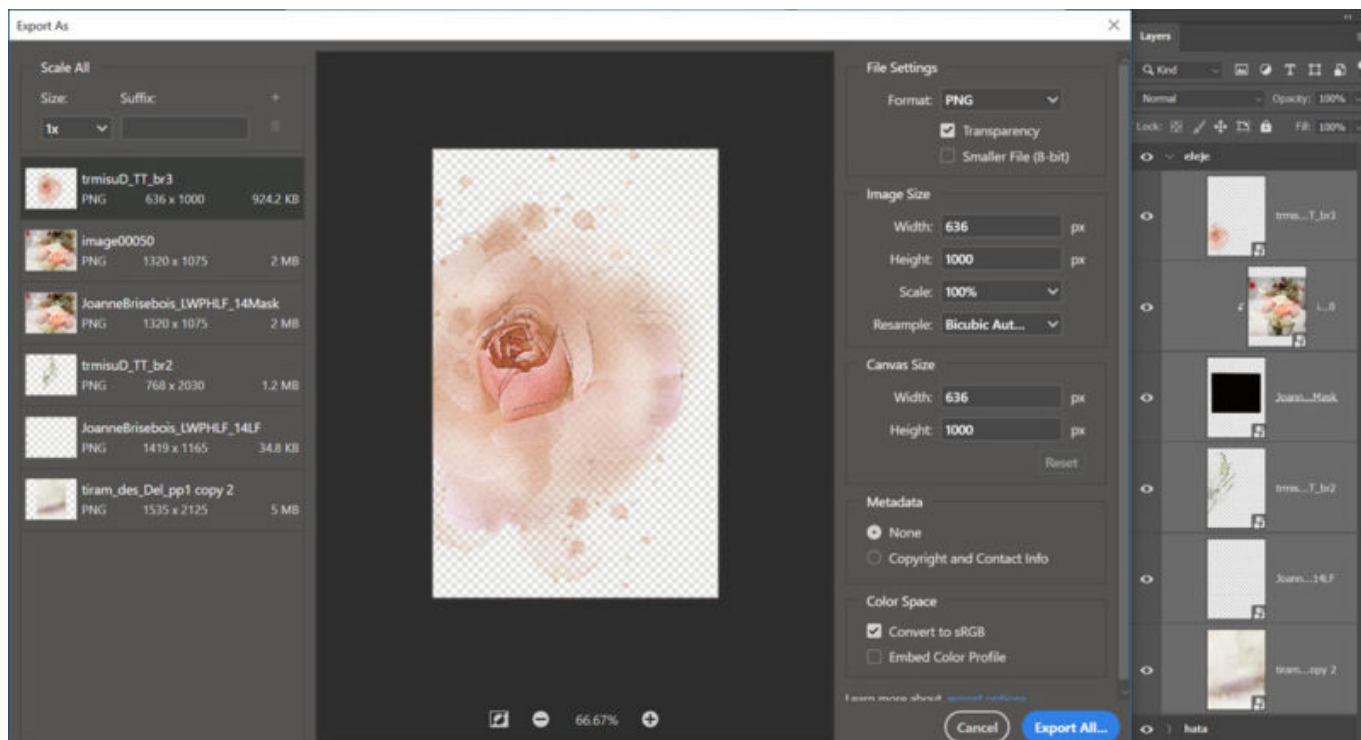 Export As
Scale All
Size: Suffix:
1x
trmisuD_TT_br3
PNG 636 x 1000 924.2 KB
image00050
PNG 1320 x 1075 2 MB
JoanneBrisebois_LWPHLF_14Mask
PNG 1320 x 1075 2 MB
trmisuD_TT_br2
PNG 768 x 2030 1.2 MB
JoanneBrisebois_LWPHLF_14LF
PNG 1419 x 1165 34.8 KB
tiram_des_Del_pp1 copy 2
PNG 1535 x 2125 5 MB
66.67%
File Settings
Format: PNG
Transparency
Smaller File (8-bit)
Image Size
Width: 636 px
Height: 1000 px
Scale: 100%
Resample: Bicubic Aut...
Canvas Size
Width: 636 px
Height: 1000 px
Reset
Metadata
None
Copyright and Contact Info
Color Space
Convert to sRGB
Embed Color Profile
Learn more about export options
Cancel Export All...
Layers
Kind
Normal Opacity: 100%
Lock: Fill: 100%
eleje
trmis...T_br3
i...0
Joann...Mask
trmis...T_br2
Joann...14LF
tiram...opy 2
hata